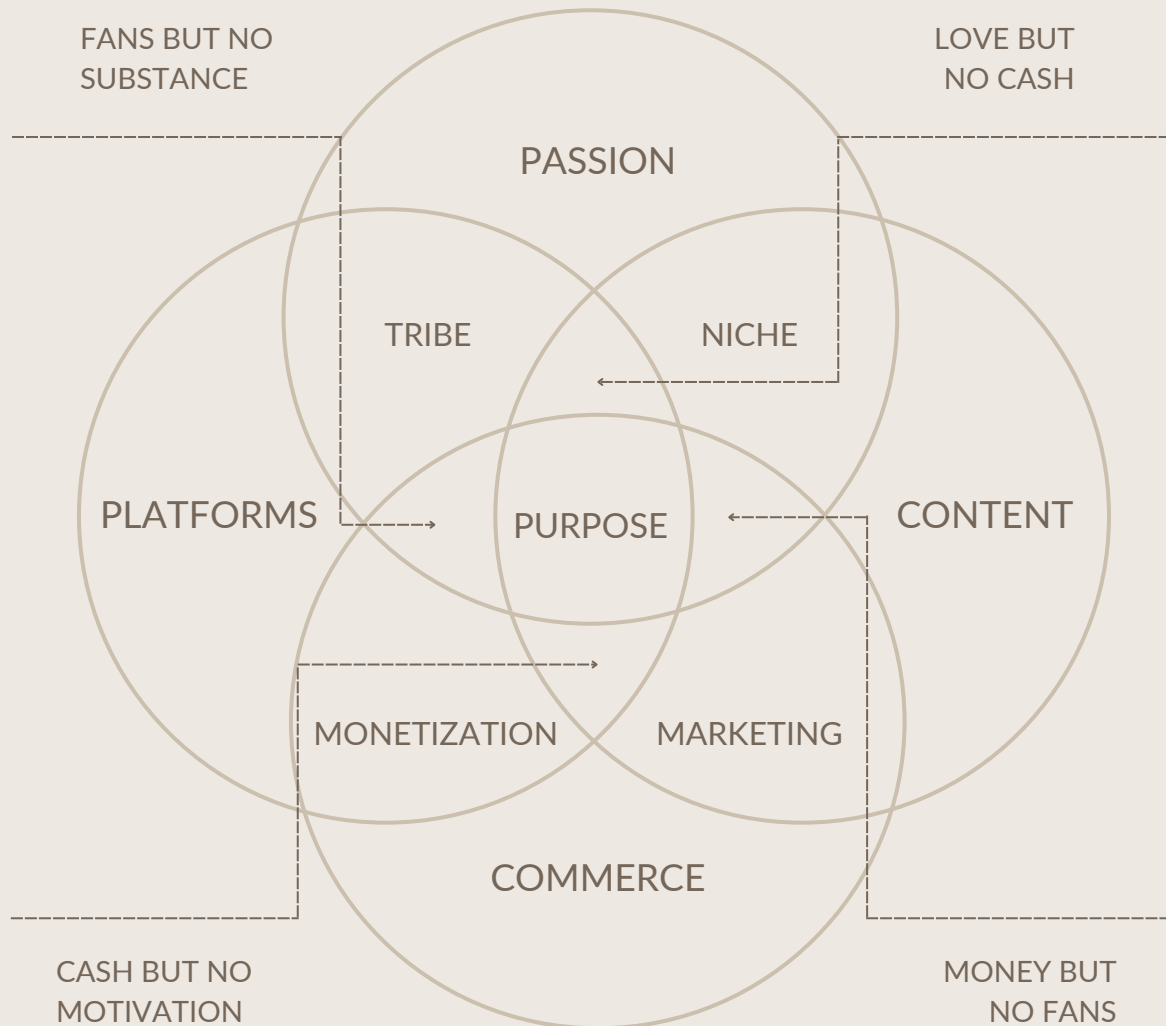 FANS BUT NO
SUBSTANCE
LOVE BUT
NO CASH
PASSION
TRIBE
NICHE
PLATFORMS
PURPOSE
CONTENT
MONETIZATION
MARKETING
COMMERCE
CASH BUT NO
MOTIVATION
MONEY BUT
NO FANS